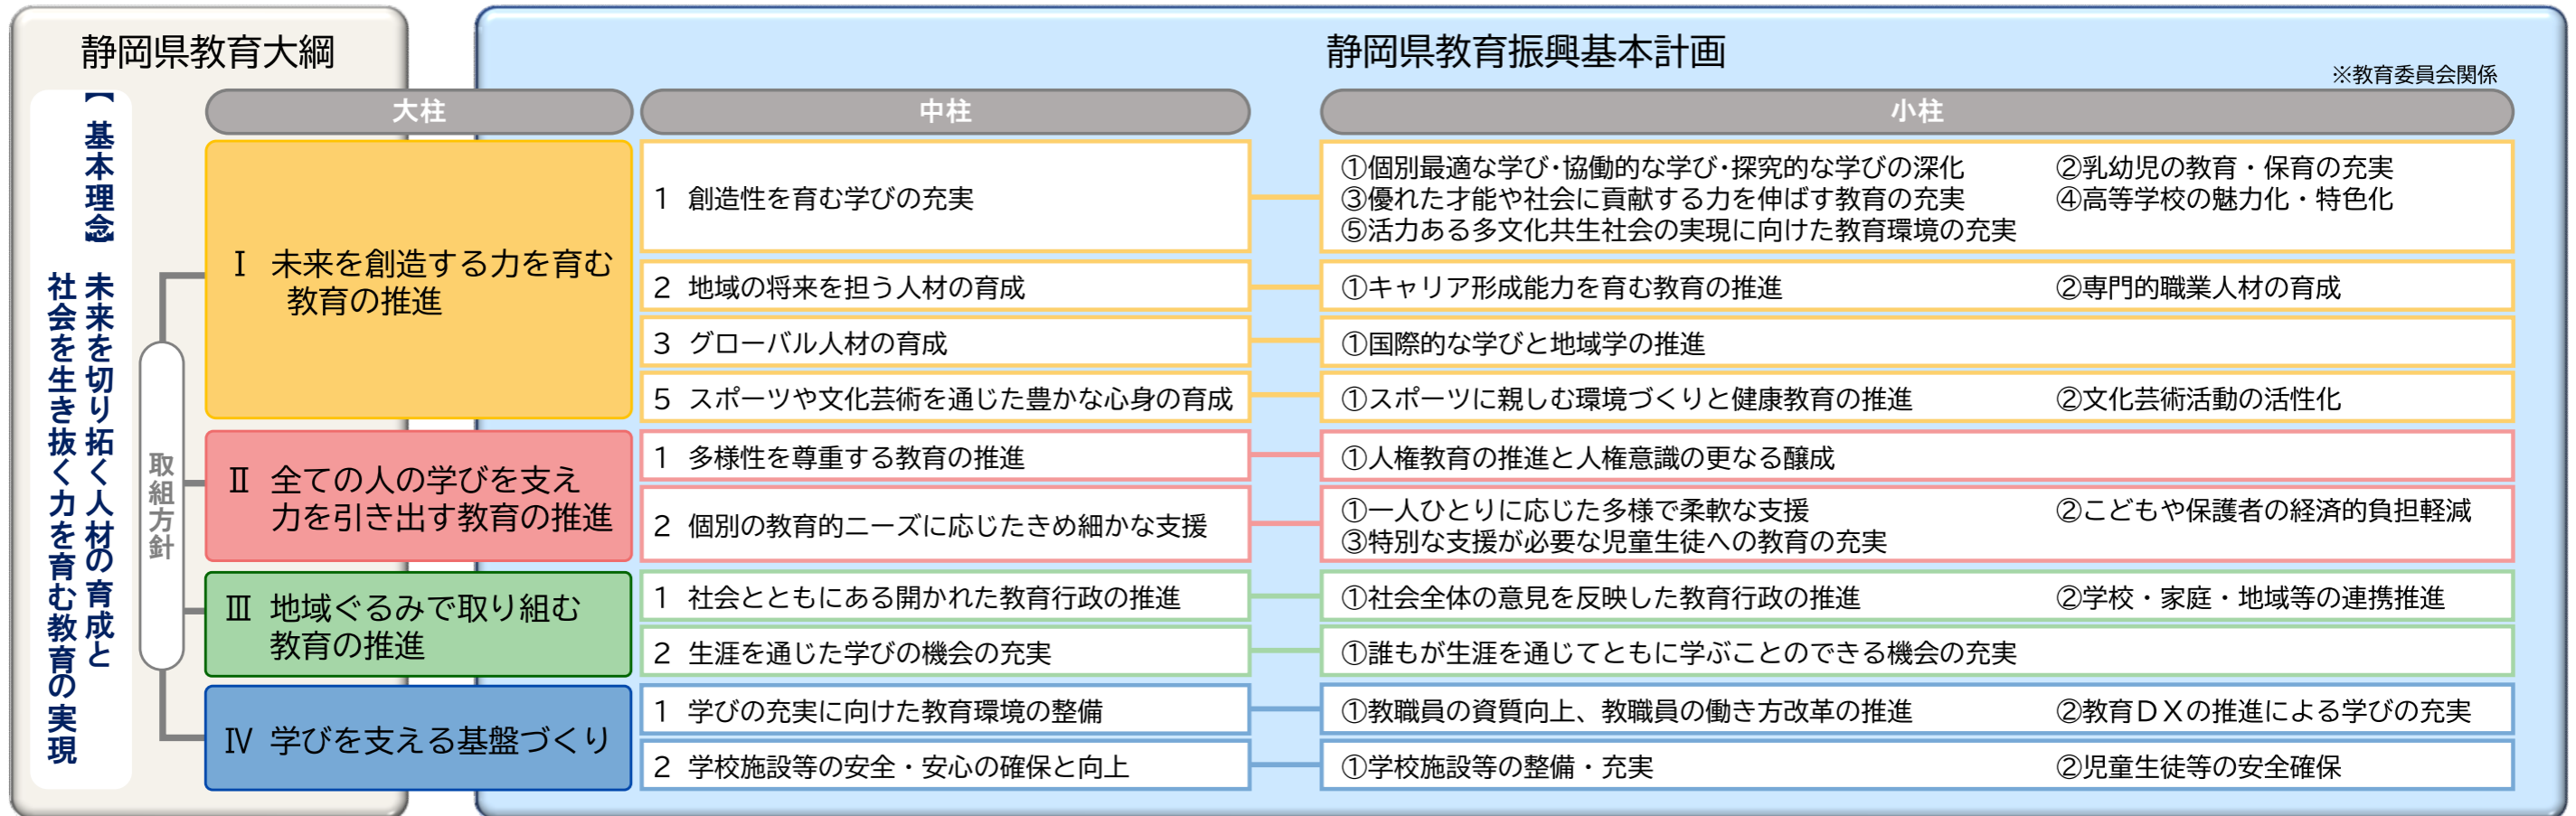 静岡県教育大綱
【基本理念】 未来を切り拓く人材の育成と
社会を生き抜く力を育む教育の実現
取組方針
静岡県教育振興基本計画
※教育委員会関係
大柱
中柱
小柱
Ⅰ 未来を創造する力を育む
教育の推進
1 創造性を育む学びの充実
①個別最適な学び・協働的な学び・探究的な学びの深化 ②乳幼児の教育・保育の充実
③優れた才能や社会に貢献する力を伸ばす教育の充実 ④高等学校の魅力化・特色化
⑤活力ある多文化共生社会の実現に向けた教育環境の充実
2 地域の将来を担う人材の育成
①キャリア形成能力を育む教育の推進 ②専門的職業人材の育成
3 グローバル人材の育成
①国際的な学びと地域学の推進
5 スポーツや文化芸術を通じた豊かな心身の育成
①スポーツに親しむ環境づくりと健康教育の推進 ②文化芸術活動の活性化
Ⅱ 全ての人の学びを支え
力を引き出す教育の推進
1 多様性を尊重する教育の推進
①人権教育の推進と人権意識の更なる醸成
2 個別の教育的ニーズに応じたきめ細かな支援
①一人ひとりに応じた多様で柔軟な支援 ②こどもや保護者の経済的負担軽減
③特別な支援が必要な児童生徒への教育の充実
Ⅲ 地域ぐるみで取り組む
教育の推進
1 社会とともにある開かれた教育行政の推進
①社会全体の意見を反映した教育行政の推進 ②学校・家庭・地域等の連携推進
2 生涯を通じた学びの機会の充実
①誰もが生涯を通じてともに学ぶことのできる機会の充実
Ⅳ 学びを支える基盤づくり
1 学びの充実に向けた教育環境の整備
①教職員の資質向上、教職員の働き方改革の推進 ②教育ＤＸの推進による学びの充実
2 学校施設等の安全・安心の確保と向上
①学校施設等の整備・充実 ②児童生徒等の安全確保